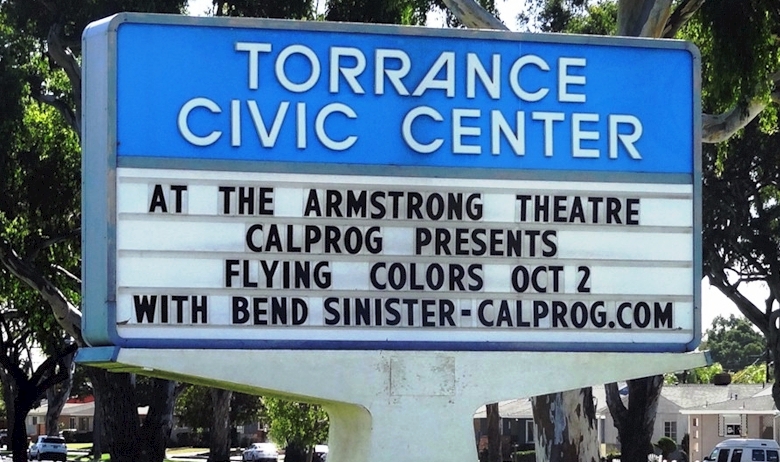 TORRANCE
CIVIC CENTER
AT THE ARMSTRONG THEATRE
CALPROG PRESENTS
FLYING COLORS OCT 2
WITH BEND SINISTER-CALPROG.COM